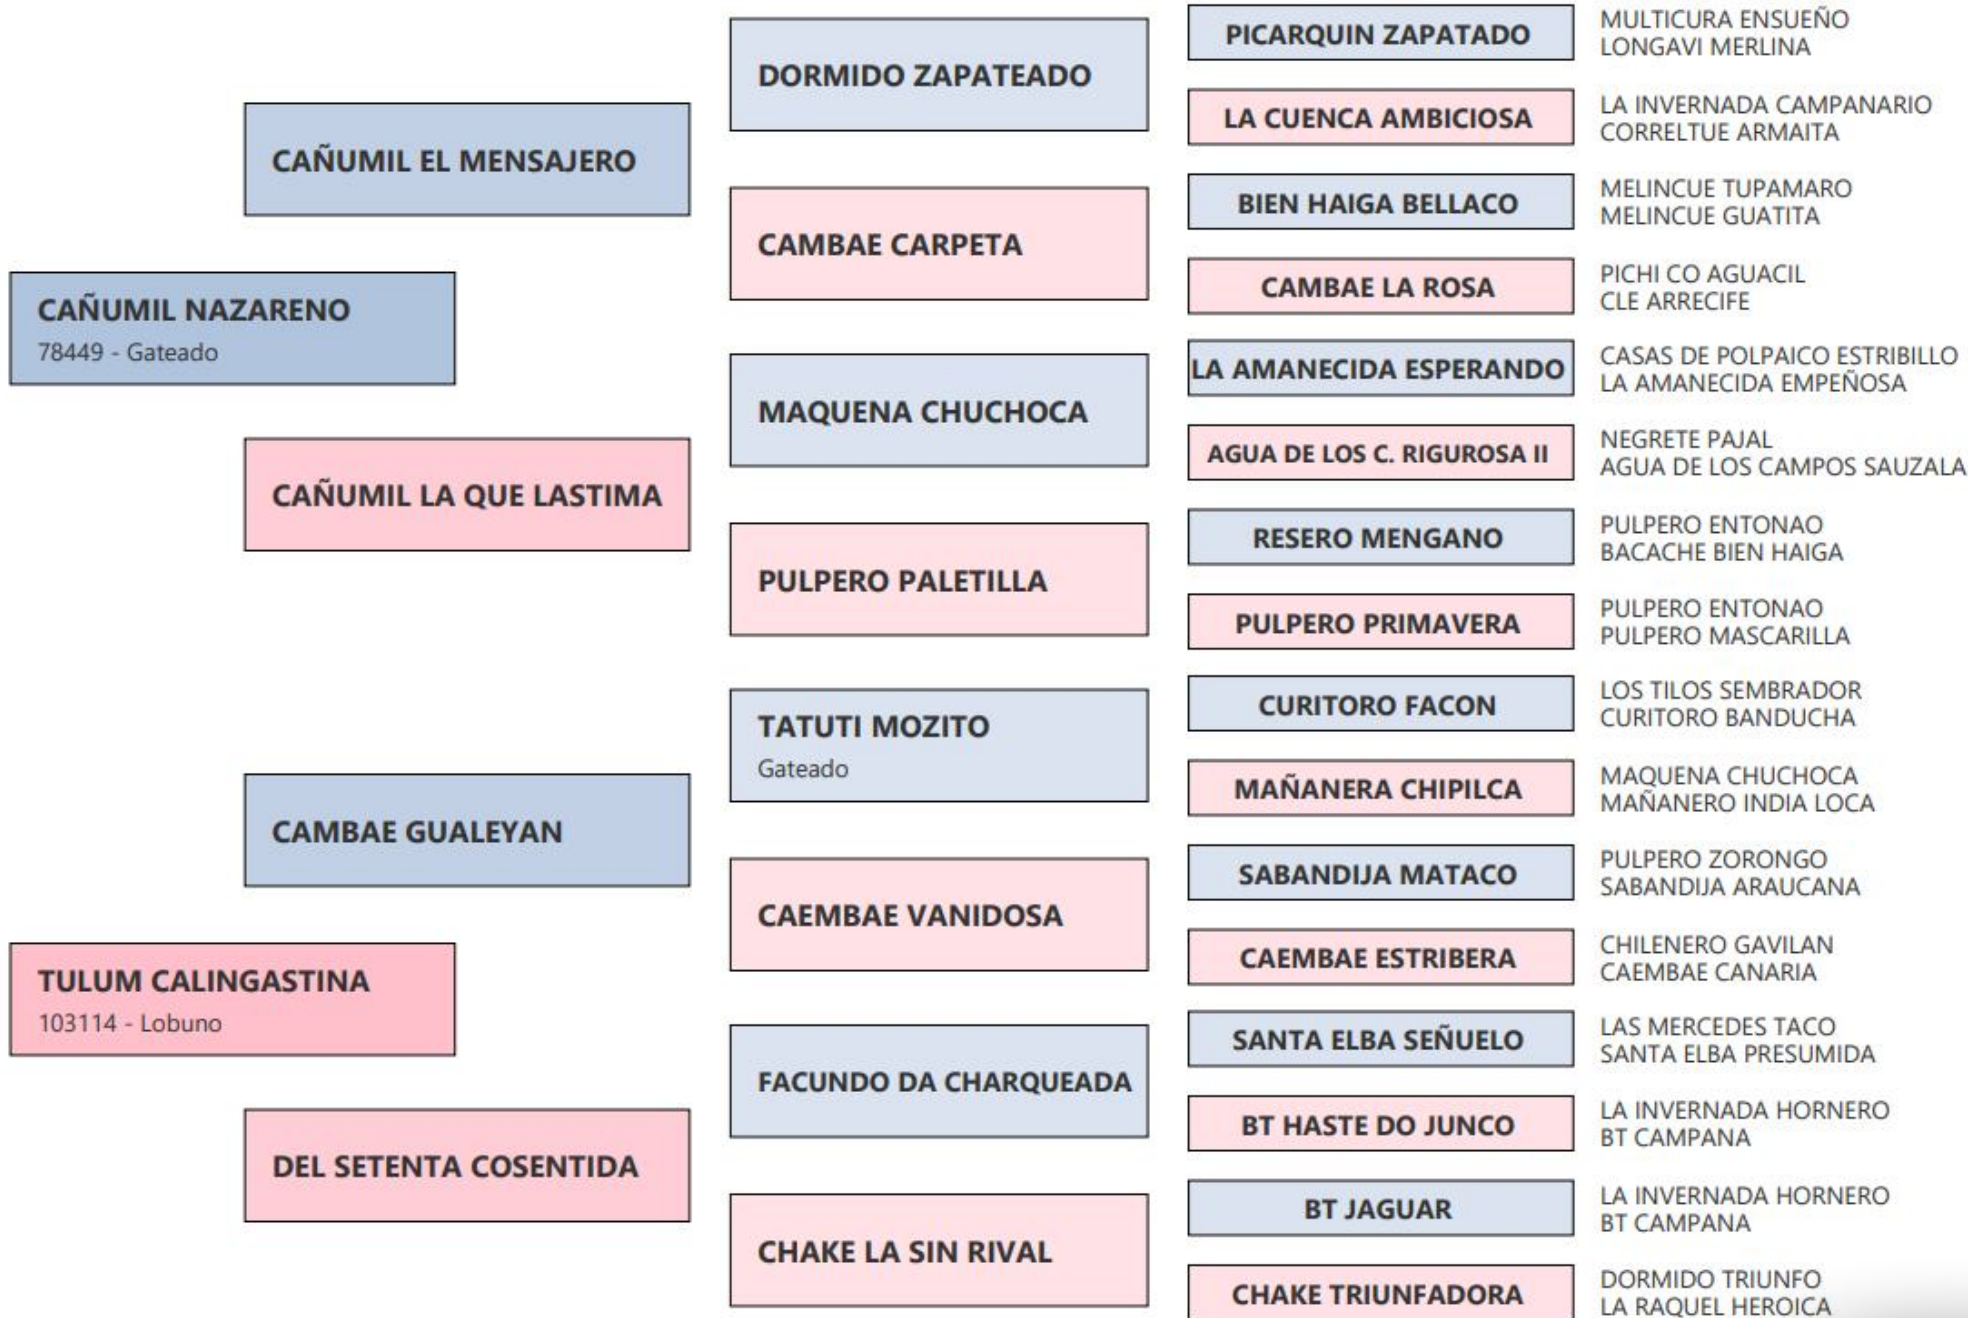 CAÑUMIL NAZARENO
78449 - Gateado
CAÑUMIL EL MENSAJERO
DORMIDO ZAPATEADO
PICARQUIN ZAPATADO
MULTICURA ENSUEÑO
LONGAVI MERLINA
LA CUENCA AMBICIOSA
LA INVERNADA CAMPANARIO
CORRELTUE ARMAITA
CAMBAE CARPETA
BIEN HAIGA BELLACO
MELINCUE TUPAMARO
MELINCUE GUATITA
CAMBAE LA ROSA
PICHI CO AGUACIL
CLE ARRECIFE
CAÑUMIL LA QUE LASTIMA
MAQUENA CHUCHOCA
LA AMANECIDA ESPERANDO
CASAS DE POLPAICO ESTRIBILLO
LA AMANECIDA EMPEÑOSA
AGUA DE LOS C. RIGUROSA II
NEGRETE PAJAL
AGUA DE LOS CAMPOS SAUZALA
PULPERO PALETILLA
RESERO MENGANO
PULPERO ENTONAO
BACACHE BIEN HAIGA
PULPERO PRIMAVERA
PULPERO ENTONAO
PULPERO MASCARILLA
TULUM CALINGASTINA
103114 - Lobuno
CAMBAE GUALEYAN
TATUTI MOZITO
Gateado
CURITORO FACON
LOS TILOS SEMBRADOR
CURITORO BANDUCHA
MAÑANERA CHIPILCA
MAQUENA CHUCHOCA
MAÑANERO INDIA LOCA
CAEMBAE VANIDOSA
SABANDIJA MATACO
PULPERO ZORONGO
SABANDIJA ARAUCANA
CAEMBAE ESTRIBERA
CHILENERO GAVILAN
CAEMBAE CANARIA
DEL SETENTA COSENTIDA
FACUNDO DA CHARQUEADA
SANTA ELBA SEÑUELO
LAS MERCEDES TACO
SANTA ELBA PRESUMIDA
BT HASTE DO JUNCO
LA INVERNADA HORNERO
BT CAMPANA
CHAKE LA SIN RIVAL
BT JAGUAR
LA INVERNADA HORNERO
BT CAMPANA
CHAKE TRIUNFADORA
DORMIDO TRIUNFO
LA RAQUEL HEROICA